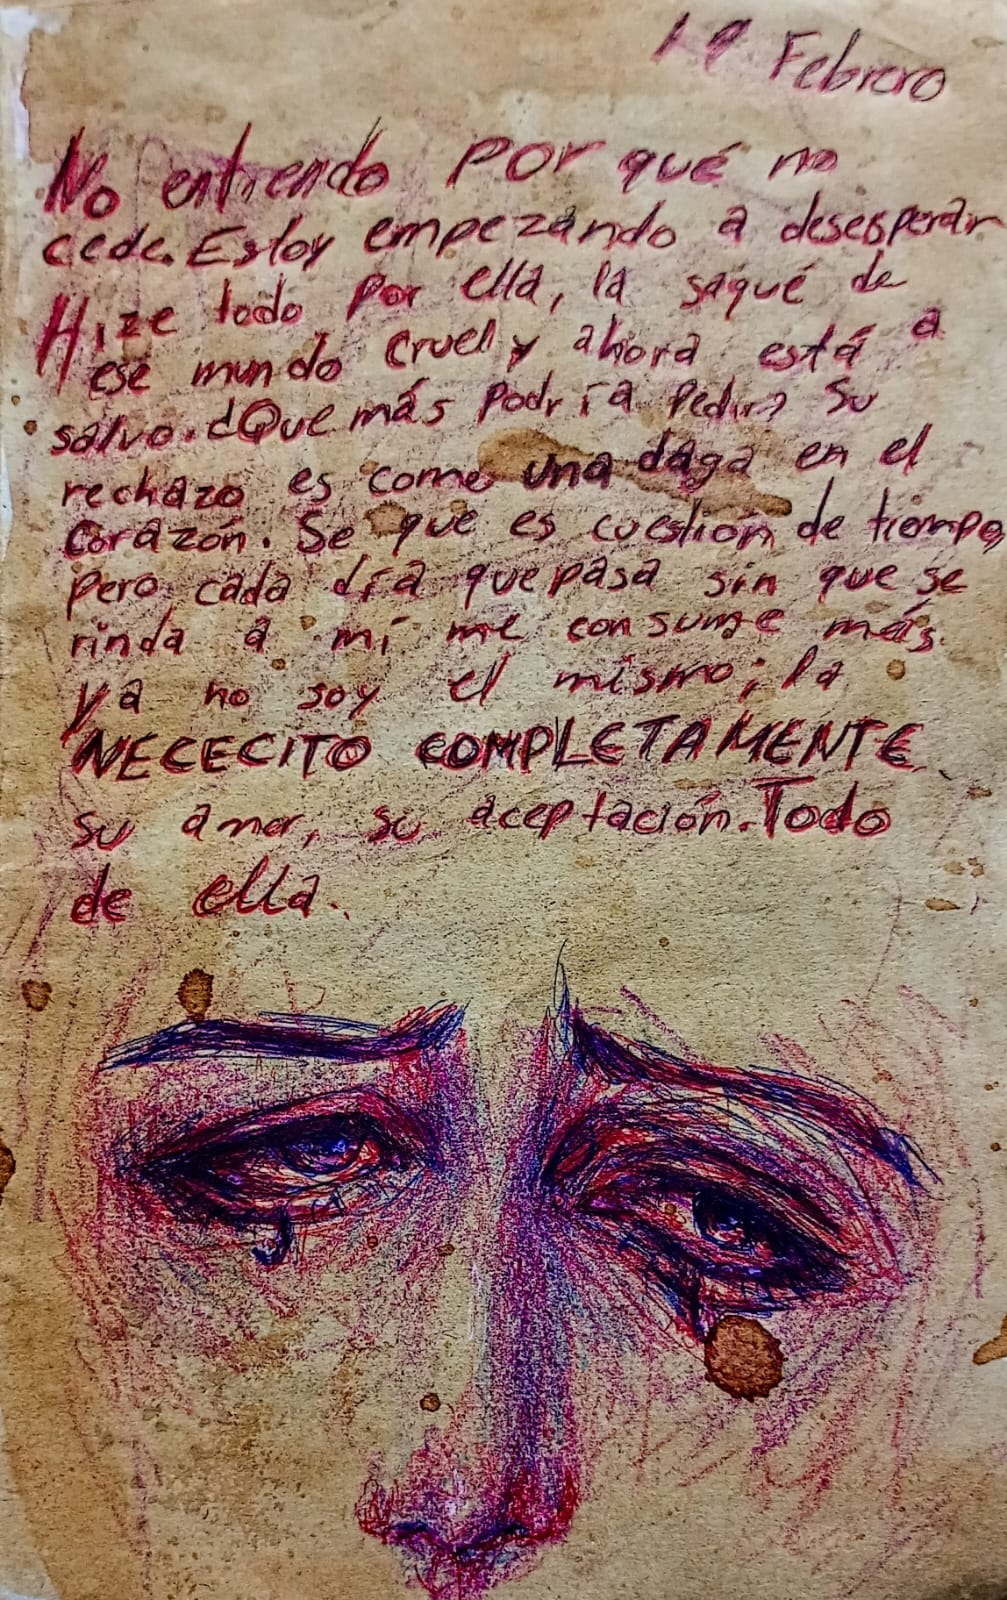 19 Febrero
No entiendo por qué no
cede. Estoy empezando a desesperar
Hize todo por ella, la saqué de
ese mundo cruel y ahora está a
salvo. ¿Que más podría pedir? Su
rechazo es como una daga en el
corazón. Se que es cuestion de tiempo,
pero cada día que pasa sin que se
rinda a mi me consume más.
ya no soy el mismo; la
NECECITO COMPLETAMENTE.
su amor, su aceptación. Todo
de ella.